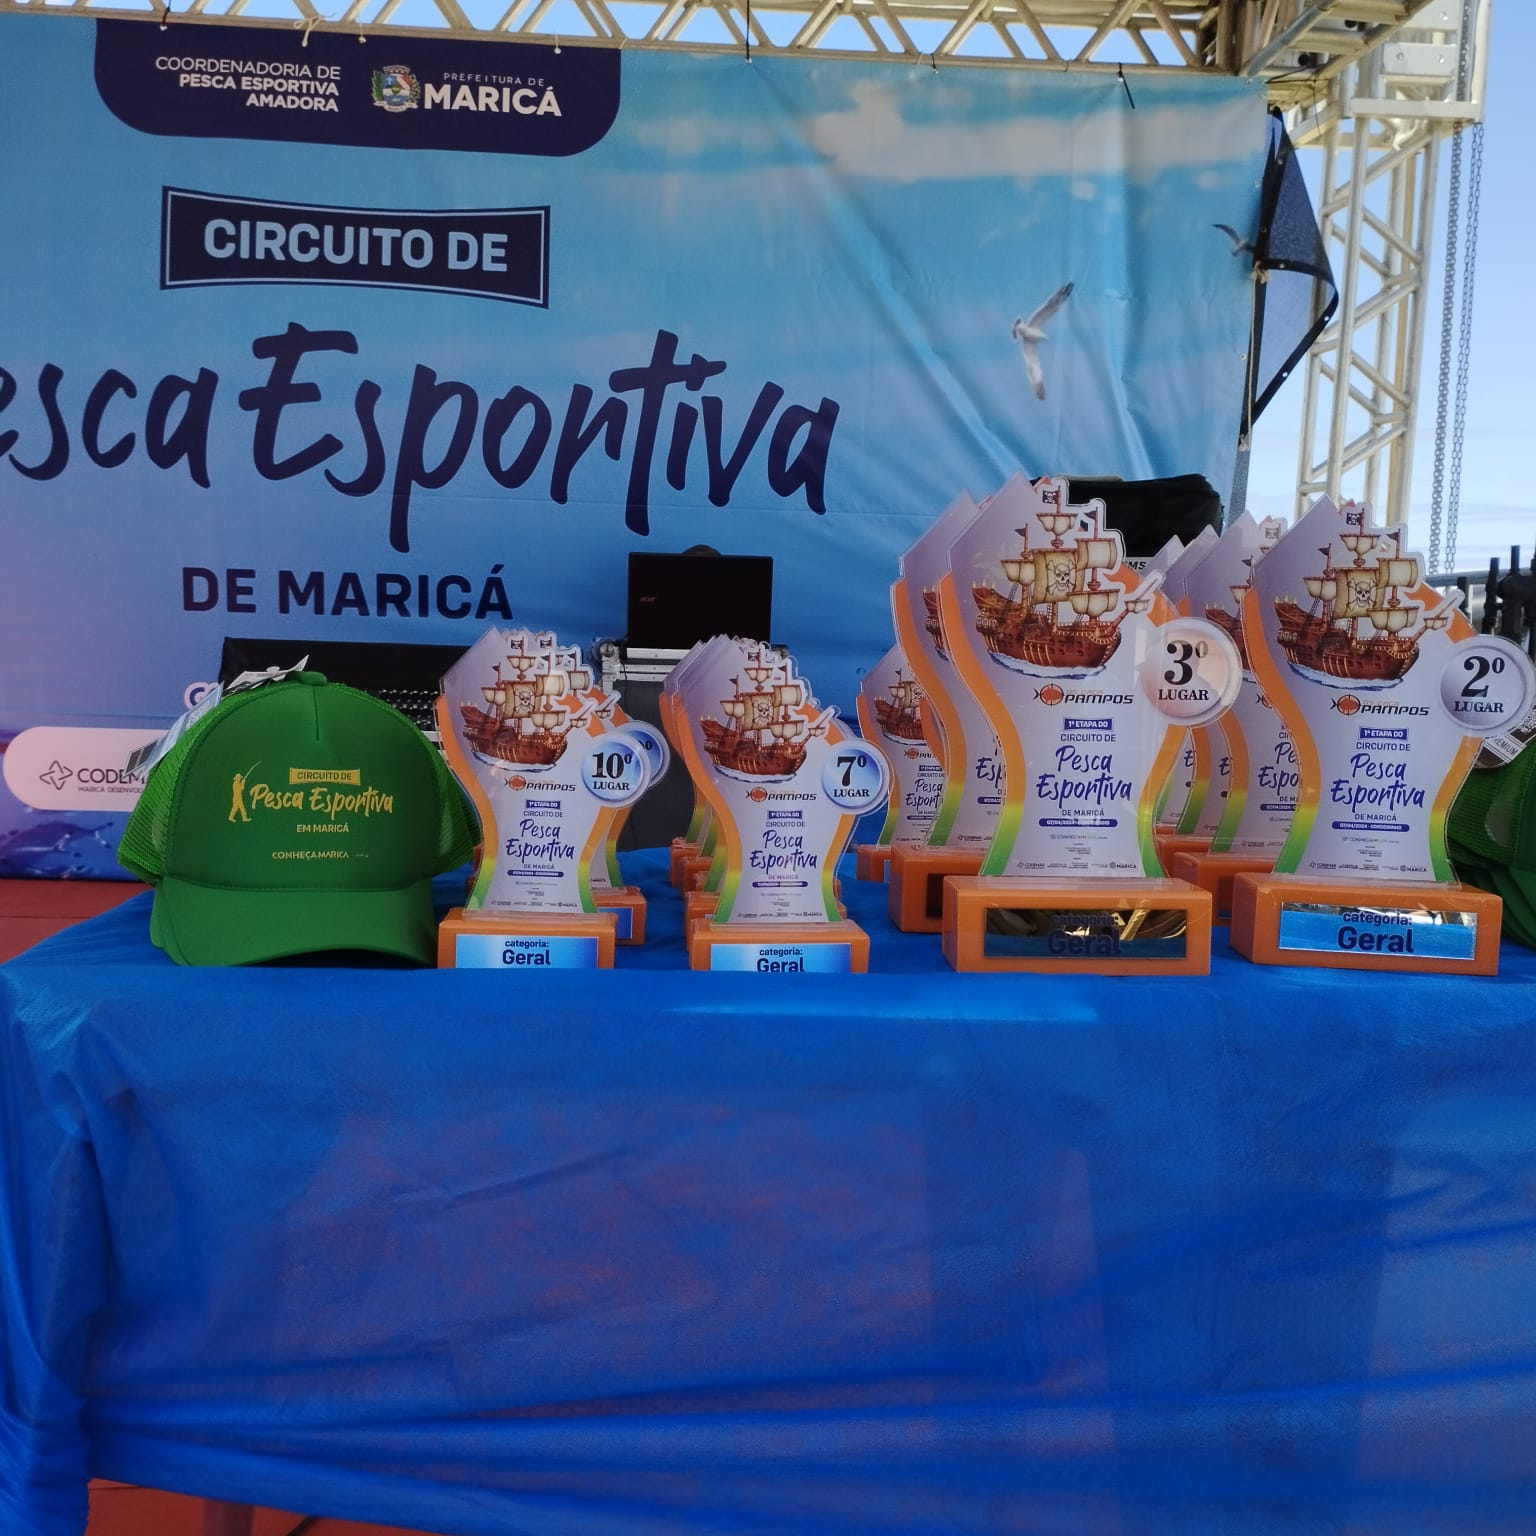 COORDENADORIA DE
PESCA ESPORTIVA
AMADORA
PREFEITURA DE
MARICÁ
CIRCUITO DE
esca Esportiva
DE MARICÁ
acer
CODEM
CIRCUITO DE
Pesca Esportiva
EM MARICÁ
CONHEÇA MARICÁ
10º
LUGAR
PAMPOS
1ª ETAPA DO
CIRCUITO DE
Pesca
Esportiva
DE MARICÁ
categoria:
Geral
7º
LUGAR
PAMPOS
1ª ETAPA DO
CIRCUITO DE
Pesca
Esportiva
DE MARICÁ
categoria:
Geral
3º
LUGAR
PAMPOS
1ª ETAPA DO
CIRCUITO DE
Pesca
Esportiva
DE MARICÁ
MARICÁ
categoria:
Geral
2º
LUGAR
PAMPOS
1ª ETAPA DO
CIRCUITO DE
Pesca
Esportiva
DE MARICÁ
MARICÁ
categoria:
Geral